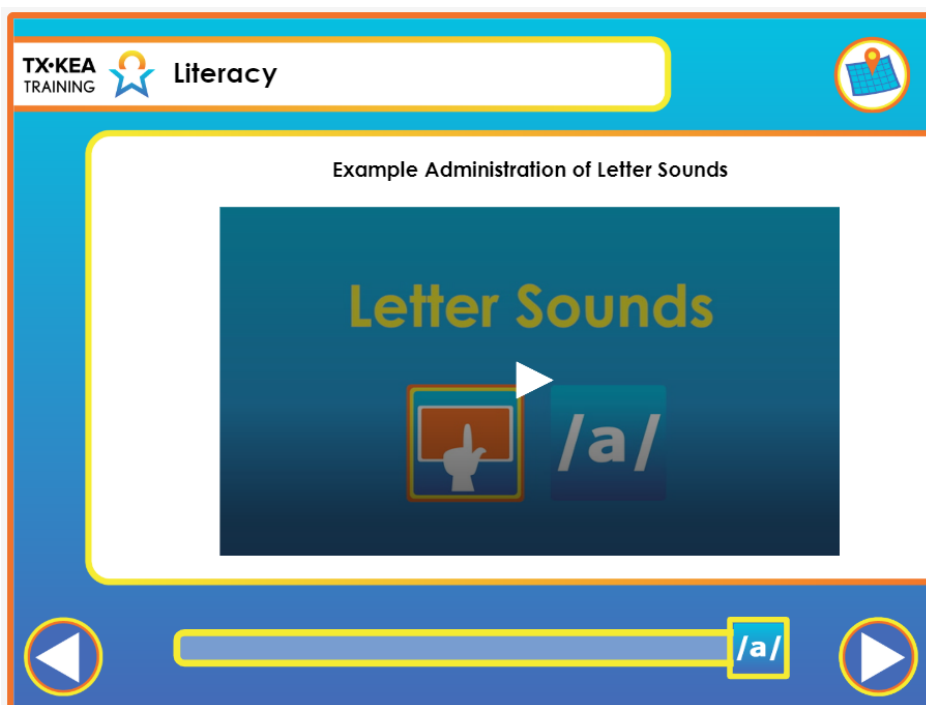 TX•KEA
TRAINING
Literacy
Example Administration of Letter Sounds
Letter Sounds
/a/
/a/